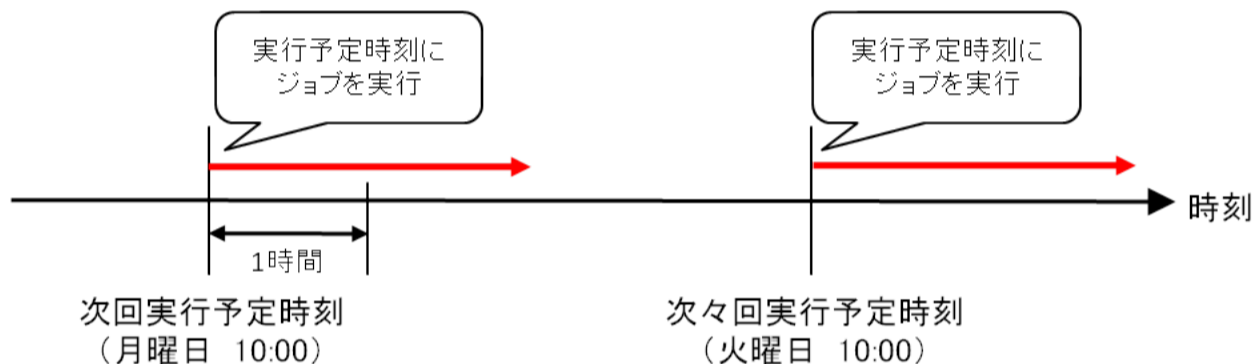 実行予定時刻に
ジョブを実行
実行予定時刻に
ジョブを実行
時刻
1時間
次回実行予定時刻
（月曜日 10:00）
次々回実行予定時刻
（火曜日 10:00）